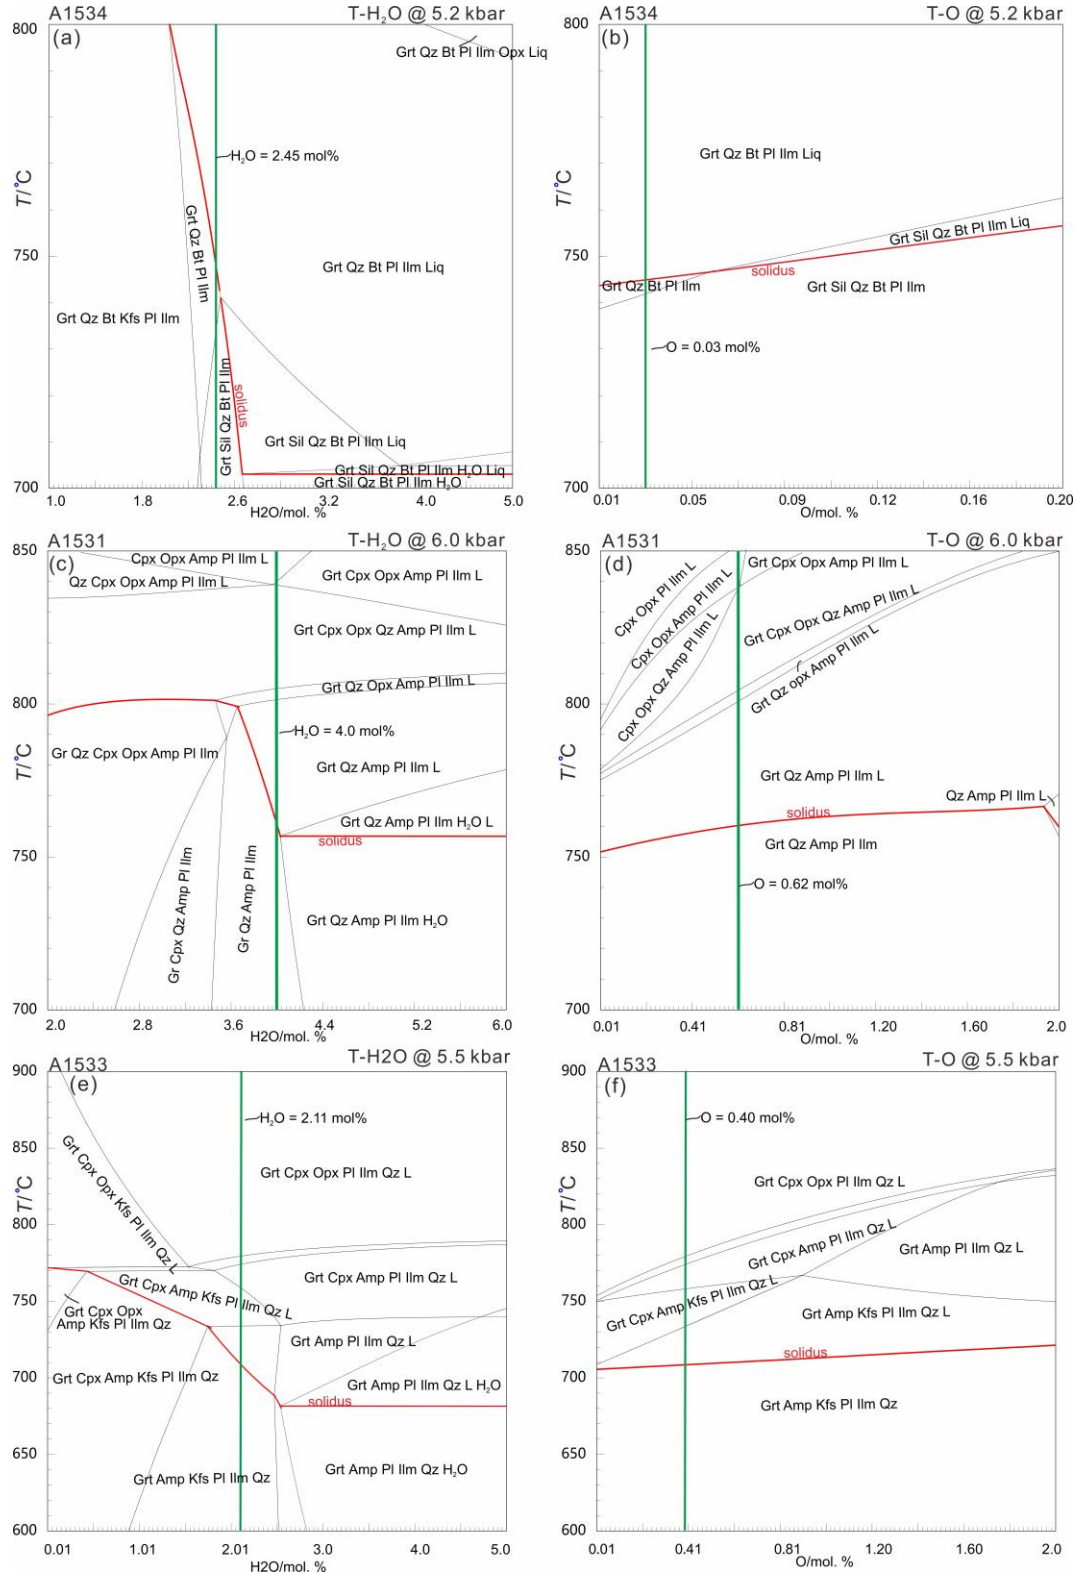 A1534
T-H₂O @ 5.2 kbar
(a)
800
750
700
T/°C
Grt Qz Bt Pl Ilm Opx Liq
H₂O = 2.45 mol%
Grt Qz Bt Pl Ilm
Grt Qz Bt Pl Ilm Liq
Grt Qz Bt Kfs Pl Ilm
Grt Sil Qz Bt Pl Ilm
solidus
Grt Sil Qz Bt Pl Ilm Liq
Grt Sil Qz Bt Pl Ilm H₂O Liq
Grt Sil Qz Bt Pl Ilm H₂O
1.0 1.8 2.6 4.0 5.0
H2O/mol. %
A1534
T-O @ 5.2 kbar
(b)
800
750
700
T/°C
Grt Qz Bt Pl Ilm Liq
Grt Sil Qz Bt Pl Ilm Liq
solidus
Grt Qz Bt Pl Ilm
Grt Sil Qz Bt Pl Ilm
O = 0.03 mol%
0.01 0.05 0.09 0.12 0.16 0.20
O/mol. %
A1531
T-H₂O @ 6.0 kbar
(c)
850
800
750
700
T/°C
Cpx Opx Amp Pl Ilm L
Qz Cpx Opx Amp Pl Ilm L
Grt Cpx Opx Amp Pl Ilm L
Grt Cpx Opx Qz Amp Pl Ilm L
Grt Qz Opx Amp Pl Ilm L
H₂O = 4.0 mol%
Gr Qz Cpx Opx Amp Pl Ilm
Grt Qz Amp Pl Ilm L
Grt Qz Amp Pl Ilm H₂O L
solidus
Gr Cpx Qz Amp Pl Ilm
Gr Qz Amp Pl Ilm
Grt Qz Amp Pl Ilm H₂O
2.0 2.8 3.6 4.4 5.2 6.0
H2O/mol. %
A1531
T-O @ 6.0 kbar
(d)
850
800
750
700
T/°C
Cpx Opx Pl Ilm L
Cpx Opx Amp Pl Ilm L
Cpx Opx Qz Amp Pl Ilm L
Grt Cpx Opx Amp Pl Ilm L
Grt Cpx Opx Qz Amp Pl Ilm L
Grt Qz opx Amp Pl Ilm L
Grt Qz Amp Pl Ilm L
Qz Amp Pl Ilm L
solidus
Grt Qz Amp Pl Ilm
O = 0.62 mol%
0.01 0.41 0.81 1.20 1.60 2.0
O/mol. %
A1533
T-H2O @ 5.5 kbar
(e)
900
850
800
750
700
650
600
T/°C
H₂O = 2.11 mol%
Grt Cpx Opx Kfs Pl Ilm Qz L
Grt Cpx Opx Pl Ilm Qz L
Grt Cpx Amp Kfs Pl Ilm Qz L
Grt Cpx Amp Pl Ilm Qz L
Grt Cpx Opx
Amp Kfs Pl Ilm Qz
Grt Amp Pl Ilm Qz L
Grt Cpx Amp Kfs Pl Ilm Qz
Grt Amp Pl Ilm Qz L H₂O
solidus
Grt Amp Kfs Pl Ilm Qz
Grt Amp Pl Ilm Qz H₂O
0.01 1.01 2.01 3.0 4.0 5.0
H2O/mol. %
A1533
T-O @ 5.5 kbar
(f)
900
850
800
750
700
650
600
T/°C
O = 0.40 mol%
Grt Cpx Opx Pl Ilm Qz L
Grt Cpx Amp Pl Ilm Qz L
Grt Amp Pl Ilm Qz L
Grt Cpx Amp Kfs Pl Ilm Qz L
Grt Amp Kfs Pl Ilm Qz L
solidus
Grt Amp Kfs Pl Ilm Qz
0.01 0.41 0.81 1.20 1.60 2.0
O/mol. %